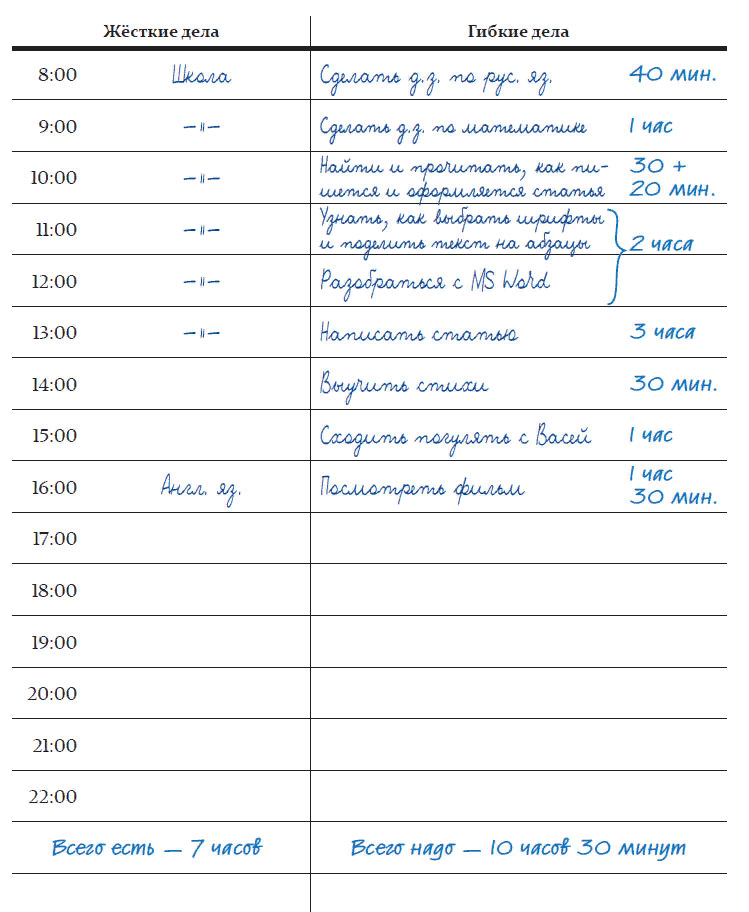 Жёсткие дела Гибкие дела
8:00 Школа Сделать д.з. по рус. яз. 40 мин.
9:00 — // — Сделать д.з. по математике 1 час
10:00 — // — Найти и прочитать, как пи- 30 +
шется и оформляется статья 20 мин.
11:00 — // — Узнать, как выбрать шрифты
и поделить текст на абзацы 2 часа
12:00 — // — Разобраться с MS Word
13:00 — // — Написать статью 3 часа
14:00 Выучить стихи 30 мин.
15:00 Сходить погулять с Васей 1 час
16:00 Англ. яз. Посмотреть фильм 1 час
30 мин.
17:00
18:00
19:00
20:00
21:00
22:00
Всего есть — 7 часов Всего надо — 10 часов 30 минут